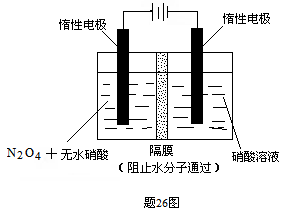 惰性电极
惰性电极
N2O4+无水硝酸
隔膜
(阻止水分子通过)
硝酸溶液
题26图